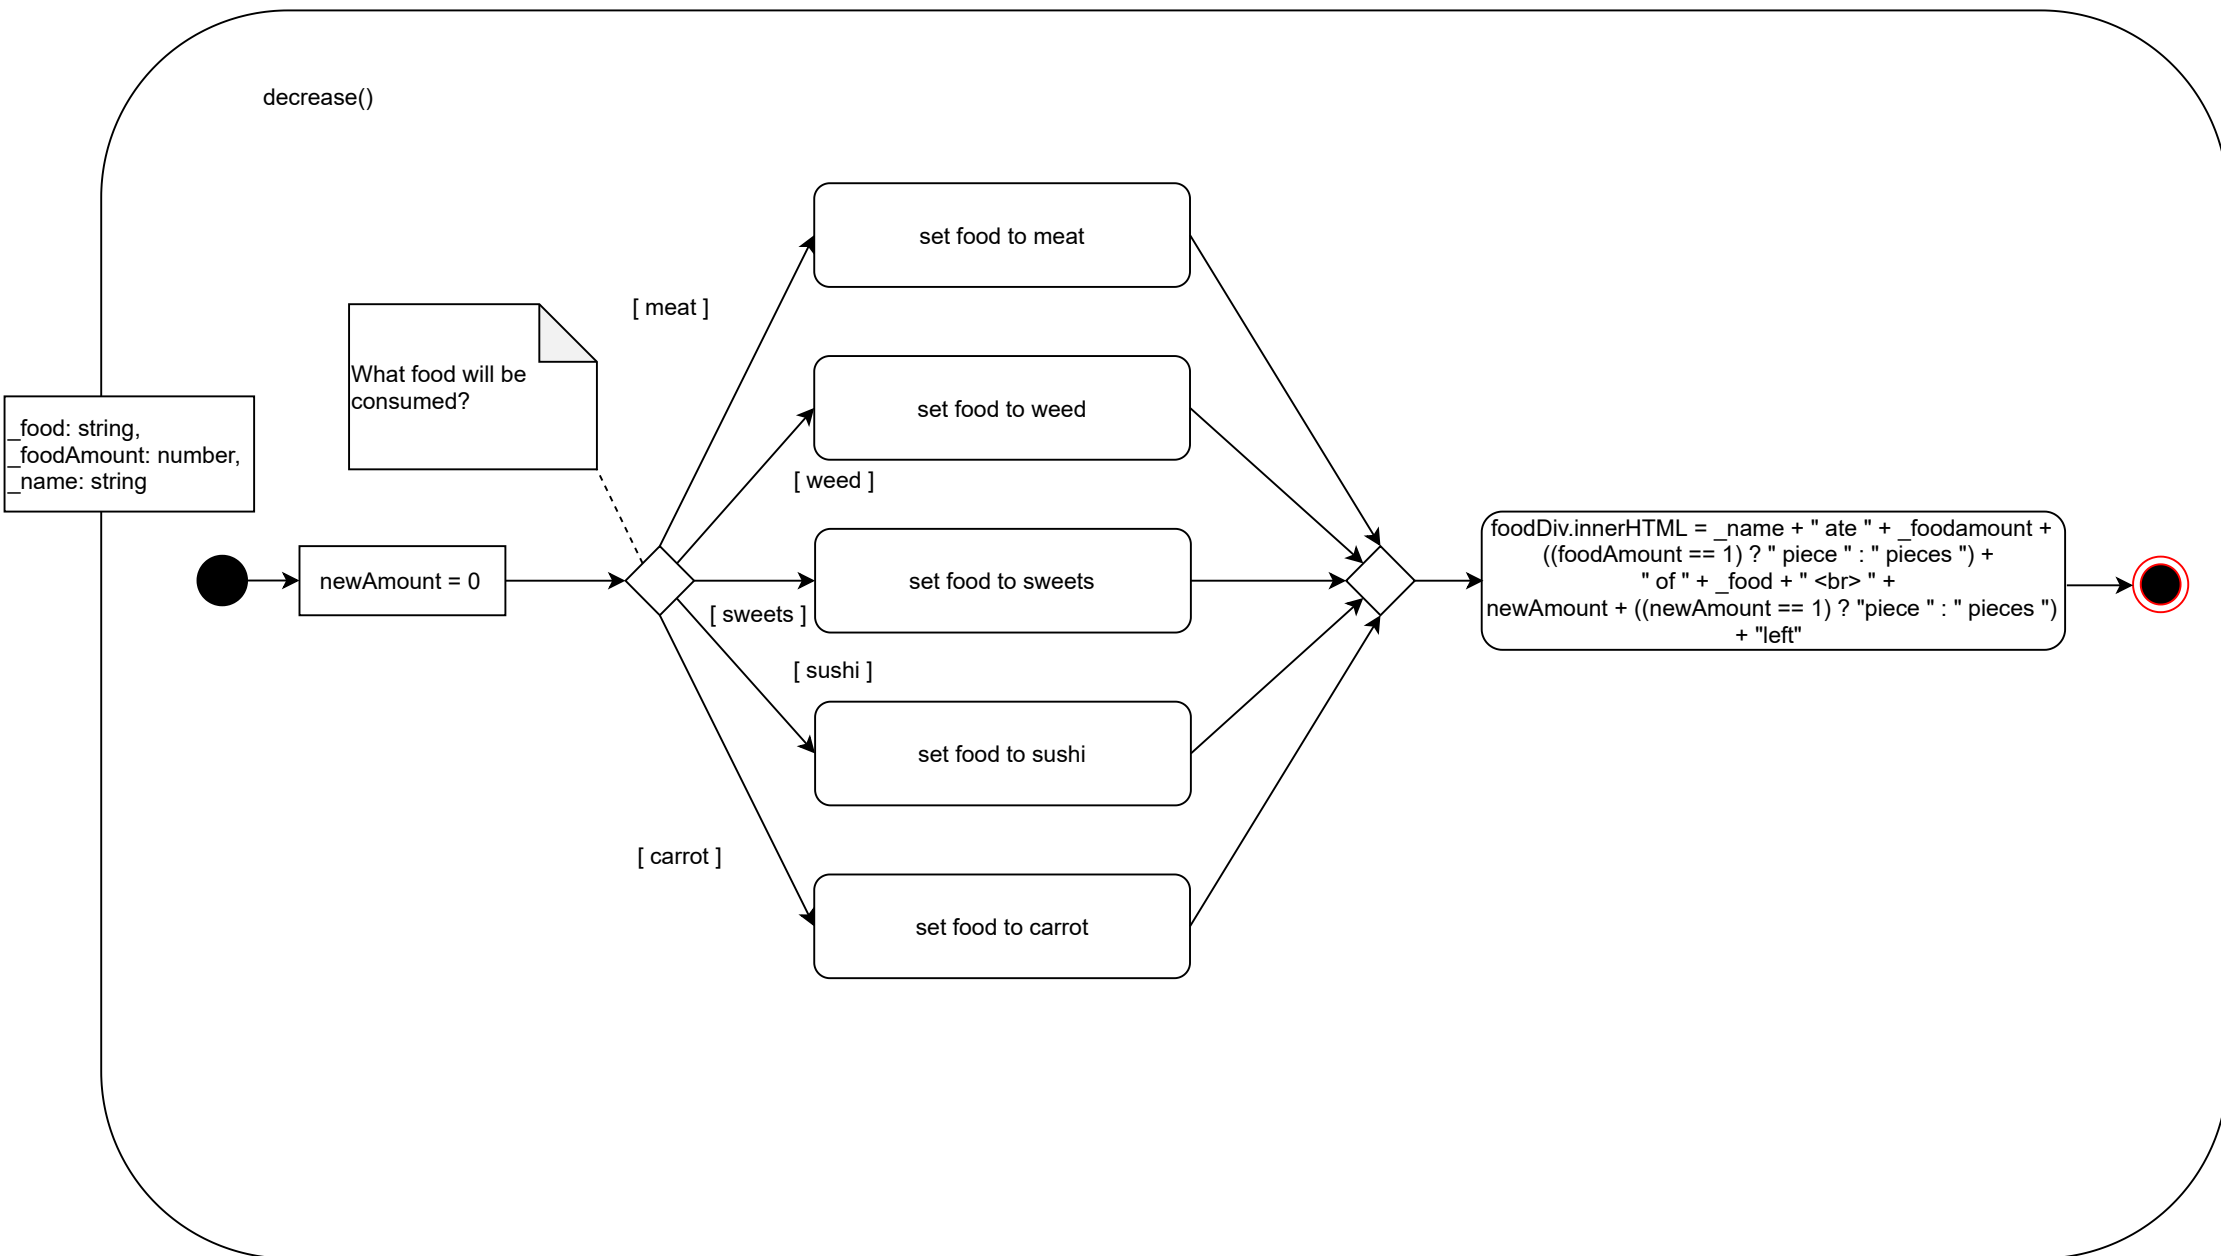 decrease()
_food: string,
_foodAmount: number,
_name: string
What food will be
consumed?
newAmount = 0
[ meat ]
[ weed ]
[ sweets ]
[ sushi ]
[ carrot ]
set food to meat
set food to weed
set food to sweets
set food to sushi
set food to carrot
foodDiv.innerHTML = _name + " ate " + _foodamount +
((foodAmount == 1) ? " piece " : " pieces ") +
" of " + _food + " <br> " +
newAmount + ((newAmount == 1) ? "piece " : " pieces ")
+ "left"